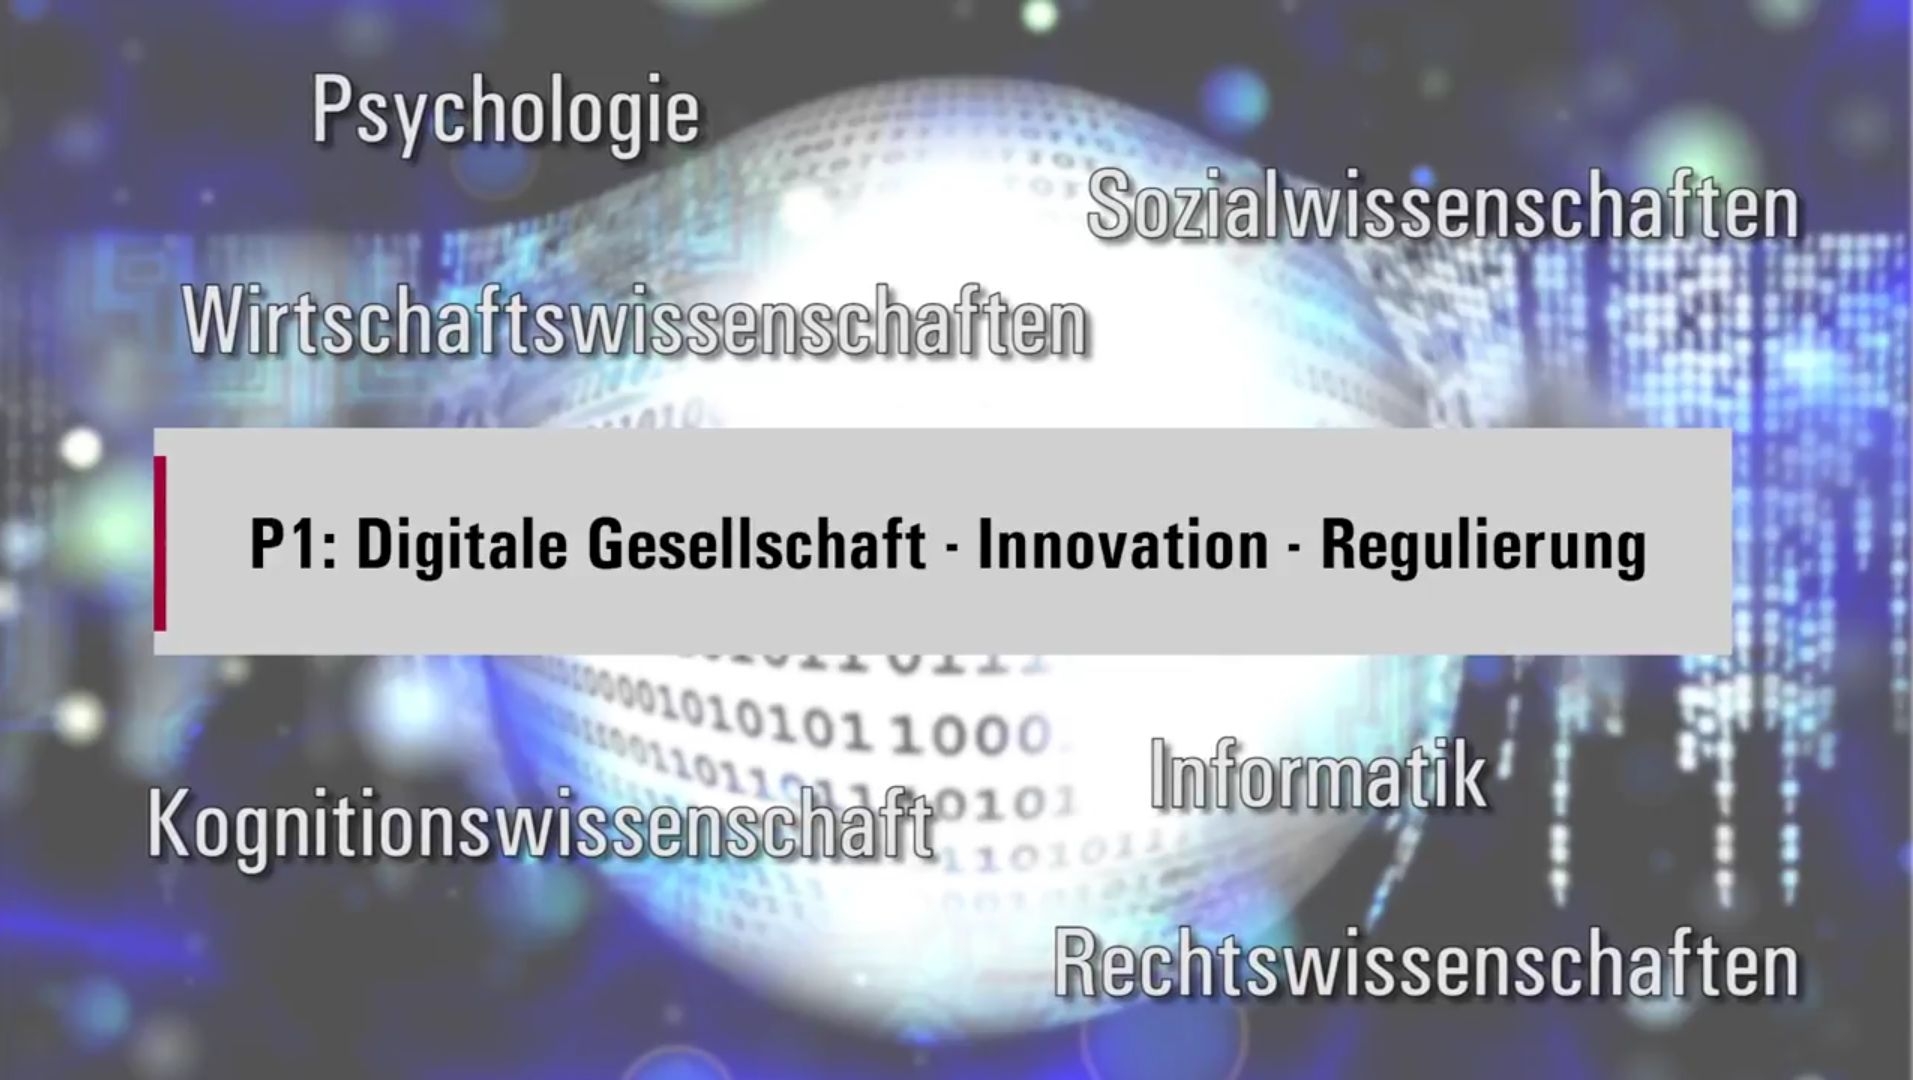 Psychologie
Sozialwissenschaften
Wirtschaftswissenschaften
P1: Digitale Gesellschaft - Innovation - Regulierung
Informatik
Kognitionswissenschaft
Rechtswissenschaften